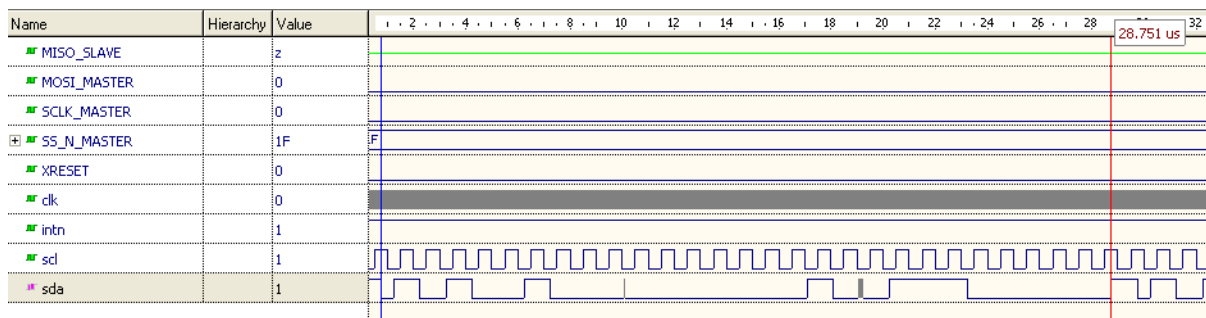 Name Hierarchy Value 2 4 6 8 10 12 14 16 18 20 22 24 26 28 32
28.751 us
MISO_SLAVE z
MOSI_MASTER 0
SCLK_MASTER 0
SS_N_MASTER 1F F
XRESET 0
clk 0
intn 1
scl 1
sda 1